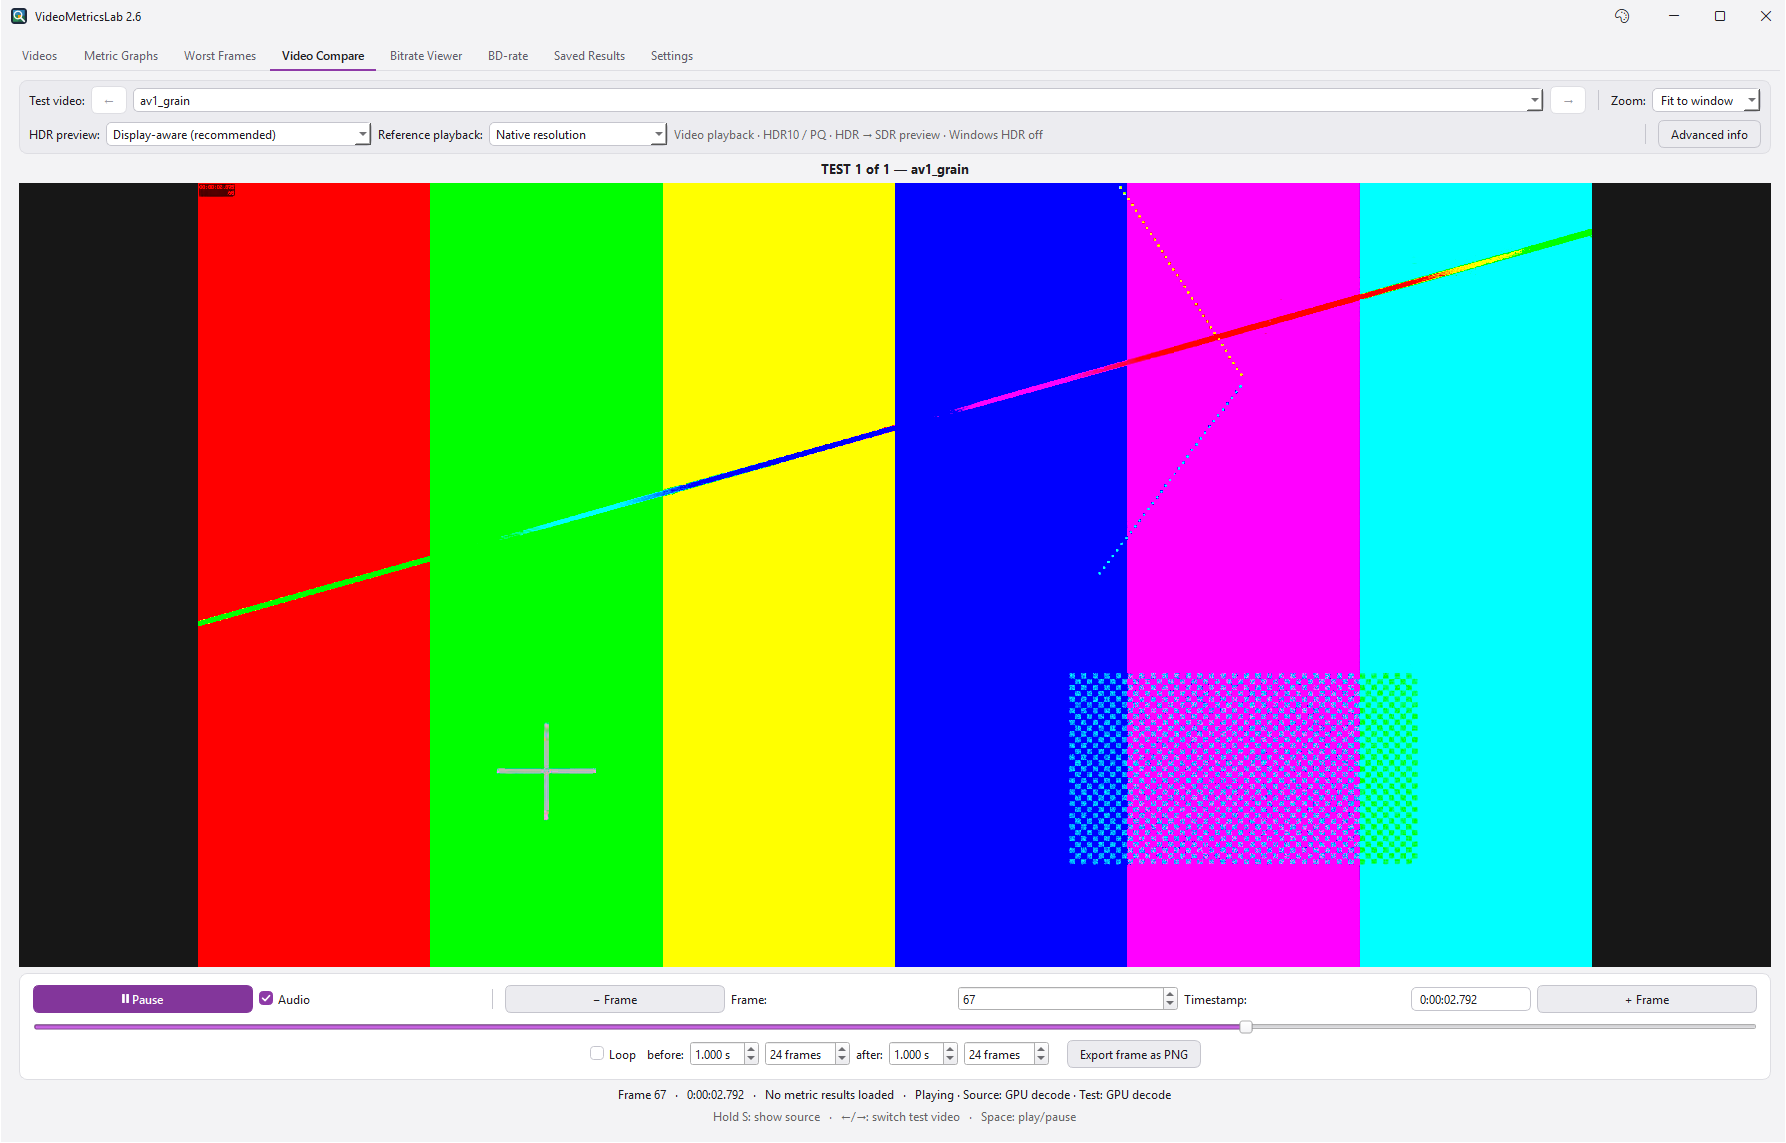 VideoMetricsLab 2.6
Videos Metric Graphs Worst Frames Video Compare Bitrate Viewer BD-rate Saved Results Settings
Test video: ← av1_grain → Zoom: Fit to window
HDR preview: Display-aware (recommended) Reference playback: Native resolution Video playback · HDR10 / PQ · HDR → SDR preview · Windows HDR off Advanced info
TEST 1 of 1 — av1_grain
Pause Audio − Frame Frame: 67 Timestamp: 0:00:02.792 + Frame
Loop before: 1.000 s 24 frames after: 1.000 s 24 frames Export frame as PNG
Frame 67 · 0:00:02.792 · No metric results loaded · Playing · Source: GPU decode · Test: GPU decode
Hold S: show source · ←/→: switch test video · Space: play/pause